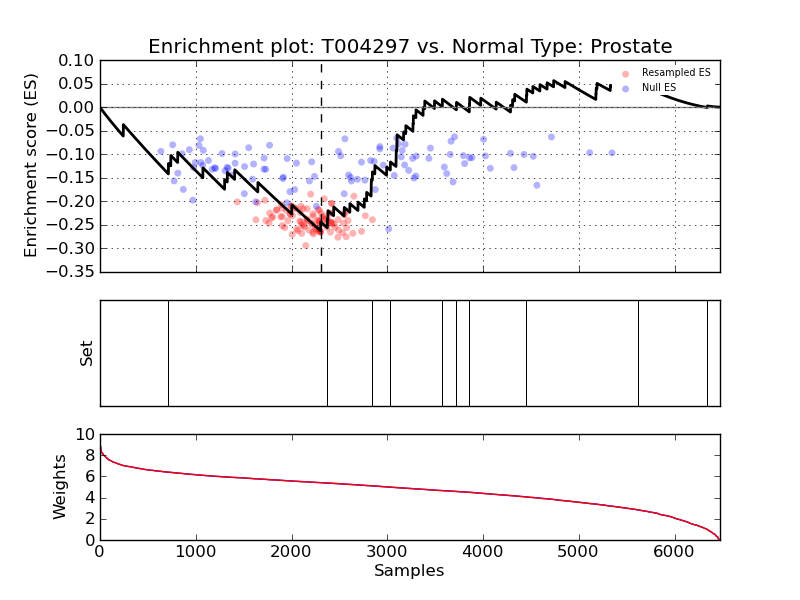 Enrichment plot: T004297 vs. Normal Type: Prostate
Enrichment score (ES)
0.10
0.05
0.00
−0.05
−0.10
−0.15
−0.20
−0.25
−0.30
−0.35
Resampled ES
Null ES
Set
Weights
10
8
6
4
2
0
0 1000 2000 3000 4000 5000 6000
Samples